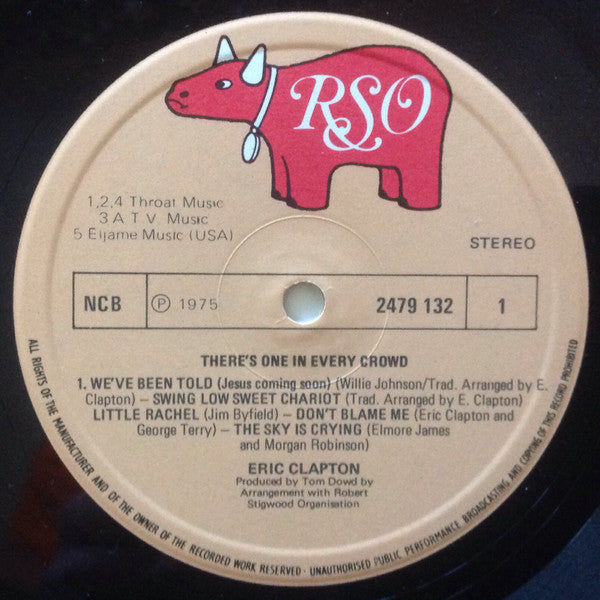 RSO
1,2,4 Throat Music
3 A T V. Music
5 Eljame Music (USA)
STEREO
NCB
Ⓟ 1975
2479 132
1
THERE'S ONE IN EVERY CROWD
1. WE'VE BEEN TOLD (Jesus coming soon) (Willie Johnson/Trad. Arranged by E.
Clapton) – SWING LOW SWEET CHARIOT (Trad. Arranged by E. Clapton)
LITTLE RACHEL (Jim Byfield) – DON'T BLAME ME (Eric Clapton and
George Terry) – THE SKY IS CRYING (Elmore James
and Morgan Robinson)
ERIC CLAPTON
Produced by Tom Dowd by
Arrangement with Robert
Stigwood Organisation
ALL RIGHTS OF THE MANUFACTURER AND OF THE OWNER OF THE RECORDED WORK RESERVED · UNAUTHORISED PUBLIC PERFORMANCE BROADCASTING AND COPYING OF THIS RECORD PROHIBITED